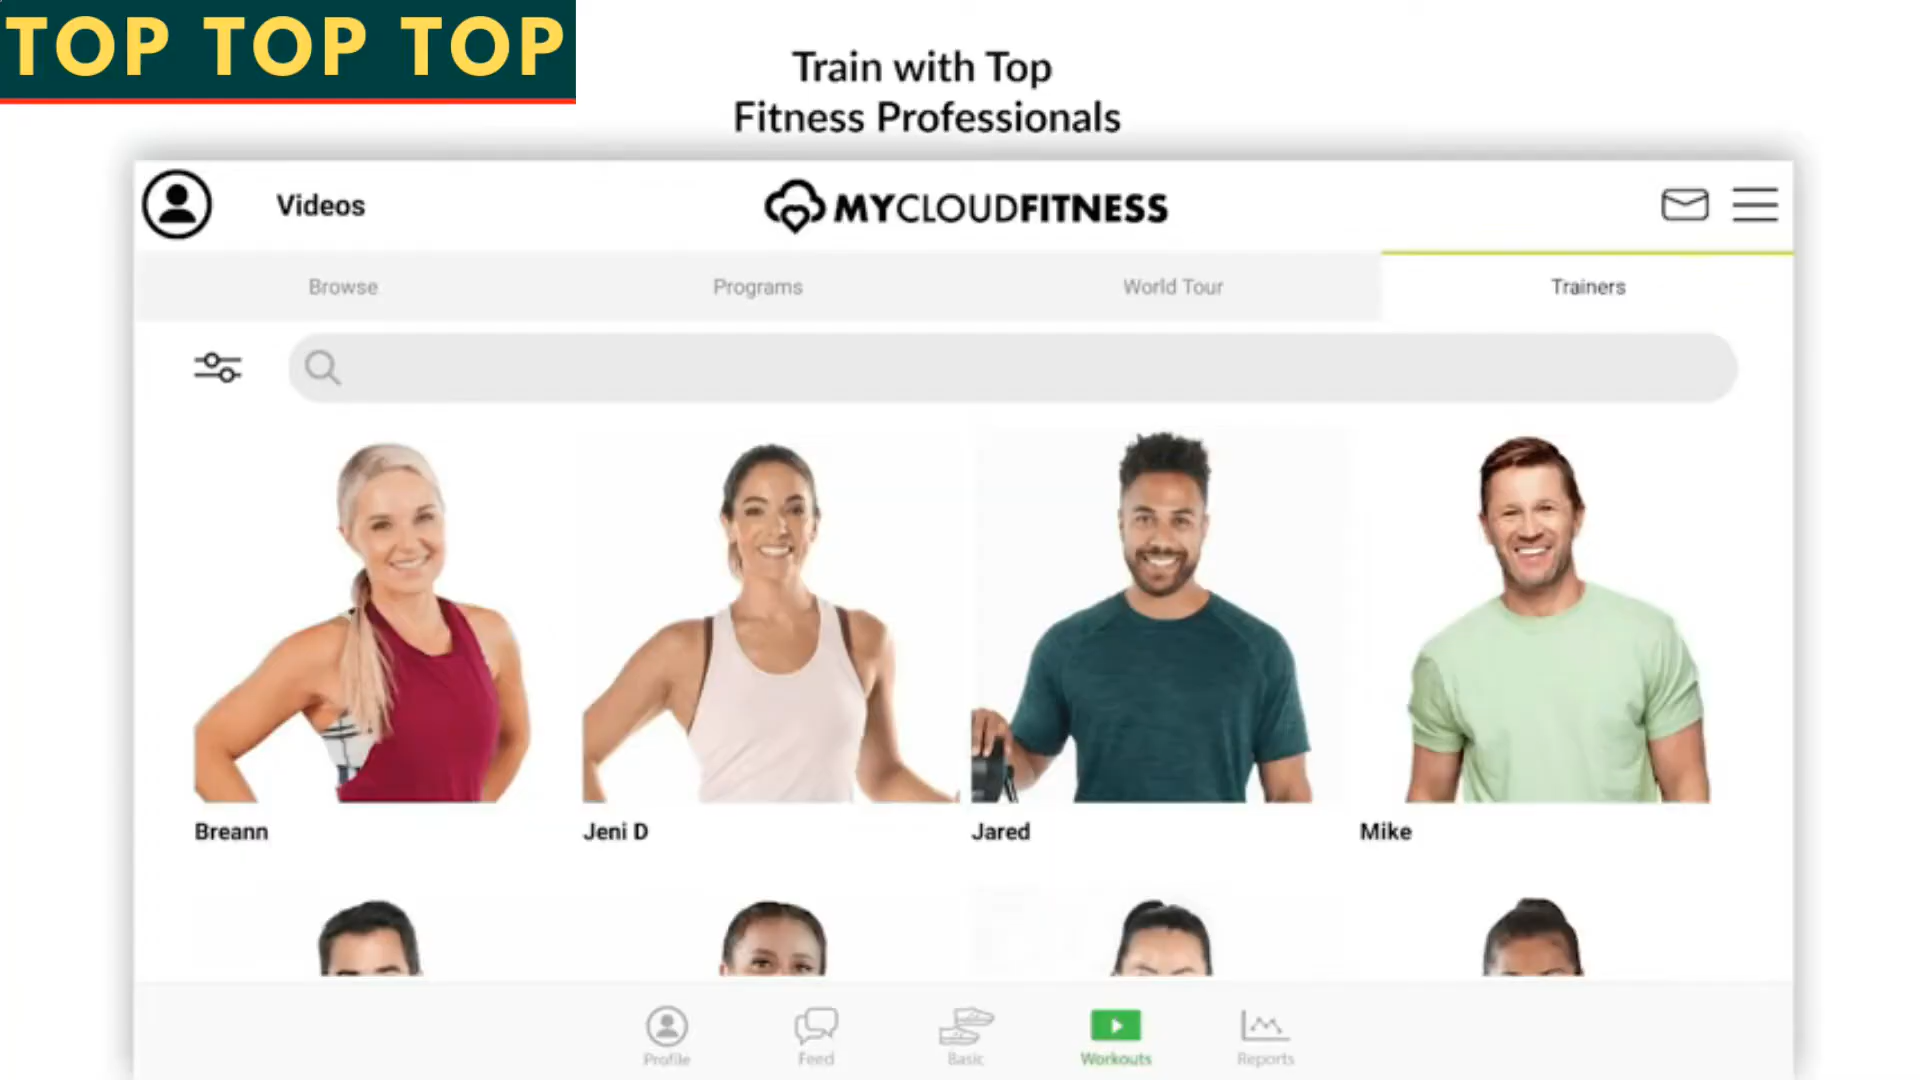 TOP TOP TOP
Train with Top
Fitness Professionals
Videos
MYCLOUDFITNESS
Browse
Programs
World Tour
Trainers
Breann
Jeni D
Jared
Mike
Profile
Feed
Basic
Workouts
Reports